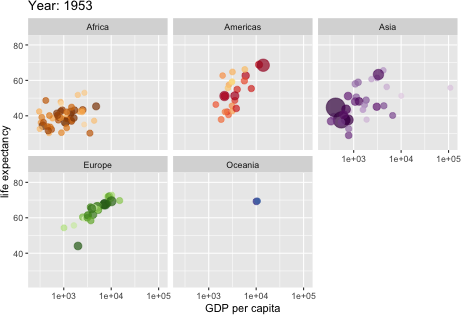 Year: 1953
Africa
Americas
Asia
80
60
40
1e+03 1e+04 1e+05
Europe
Oceania
80
60
40
1e+03 1e+04 1e+05
1e+03 1e+04 1e+05
life expectancy
GDP per capita